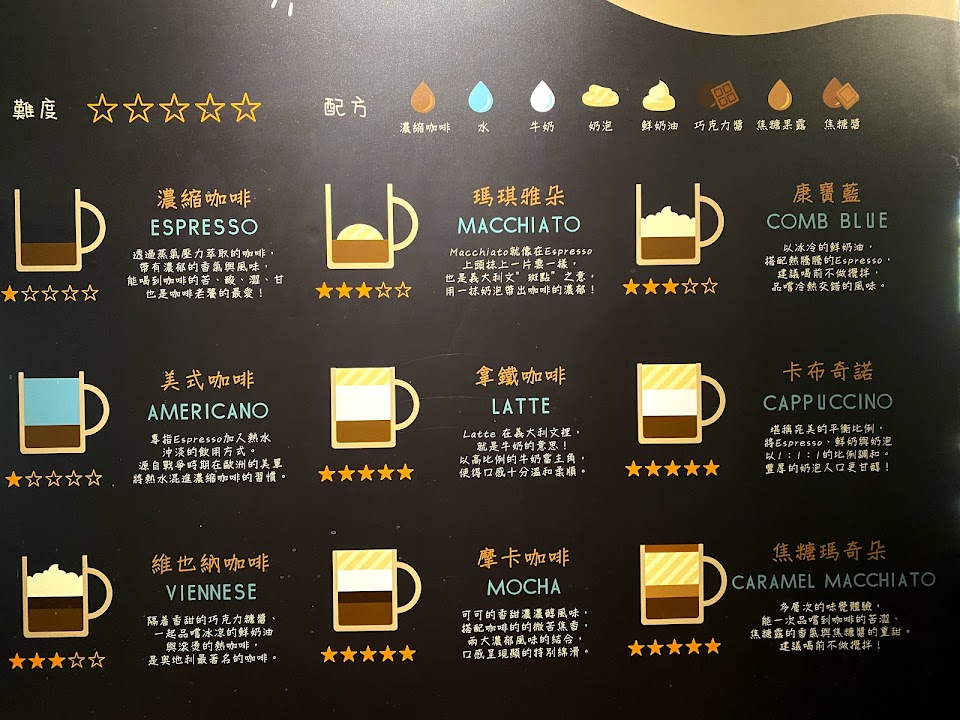 難度
配方
濃縮咖啡
水
牛奶
奶泡
鮮奶油
巧克力醬
焦糖果露
焦糖醬
濃縮咖啡
ESPRESSO
透過蒸氣壓力萃取的咖啡，
帶有濃郁的香氣與風味，
能喝到咖啡的苦、酸、澀、甘
也是咖啡老饕的最愛！
瑪琪雅朵
MACCHIATO
Macchiato就像在Espresso
上頭抹上一片雲一樣。
也是義大利文"斑點"之意。
用一抹奶泡帶出咖啡的濃郁！
康寶藍
COMB BLUE
以冰冷的鮮奶油，
搭配熱騰騰的Espresso，
建議喝前不做攪拌，
品嚐冷熱交錯的風味。
美式咖啡
AMERICANO
專指Espresso加入熱水
沖淡的飲用方式。
源自戰爭時期在歐洲的美軍
將熱水混進濃縮咖啡的習慣。
拿鐵咖啡
LATTE
Latte 在義大利文裡，
就是牛奶的意思！
以高比例的牛奶當主角，
使得口感十分溫和柔順。
卡布奇諾
CAPPUCCINO
堪稱完美的平衡比例，
將Espresso、鮮奶與奶泡
以1：1：1的比例調和。
豐厚的奶泡入口更甘醇！
維也納咖啡
VIENNESE
隔着香甜的巧克力糖醬、
一起品嚐冰涼的鮮奶油
與滾燙的熱咖啡，
是奧地利最著名的咖啡。
摩卡咖啡
MOCHA
可可的香甜濃濃醇風味，
搭配咖啡的的微苦焦香，
兩大濃郁風味的結合，
口感呈現顯的特別綿滑。
焦糖瑪奇朵
CARAMEL MACCHIATO
多層次的味覺體驗，
能一次品嚐到咖啡的苦澀、
焦糖露的香氣與焦糖醬的重甜。
建議喝前不做攪拌！